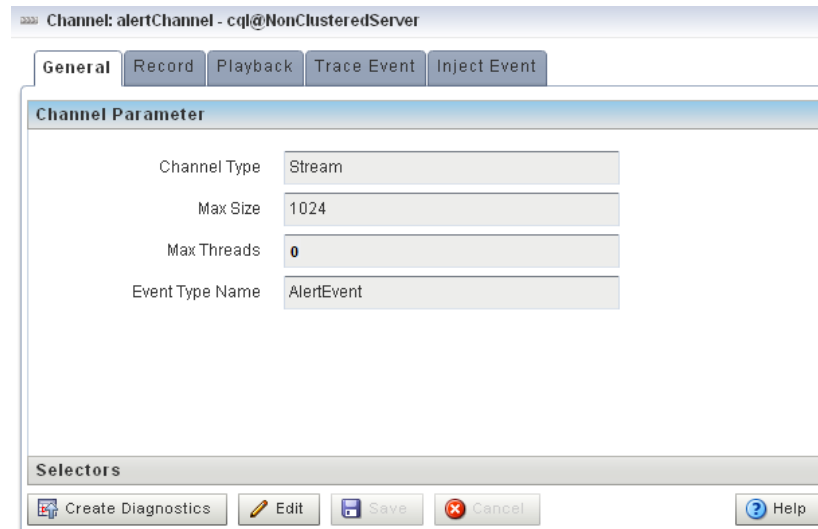 Channel: alertChannel - cql@NonClusteredServer
General Record Playback Trace Event Inject Event
Channel Parameter
Channel Type Stream
Max Size 1024
Max Threads 0
Event Type Name AlertEvent
Selectors
Create Diagnostics Edit Save Cancel Help